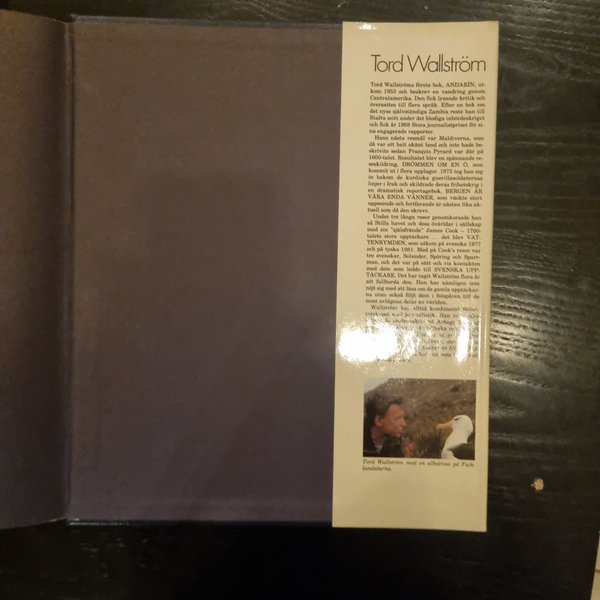 Tord Wallström
Tord Wallströms första bok, ANDARÍN, ut-
kom 1953 och beskrev en vandring genom
Centralamerika. Den fick lysande kritik och
översattes till flera språk. Efter en bok om
det nyss självständiga Zambia reste han till
Biafra mitt under det blodiga inbördeskriget
och fick år 1968 Stora journalistpriset för si-
na engagerade rapporter.
Hans nästa resmål var Maldiverna, som
då var ett helt okänt land och inte hade be-
skrivits sedan François Pyrard var där på
1600-talet. Resultatet blev en spännande re-
seskildring, DRÖMMEN OM EN Ö, som
kommit ut i flera upplagor. 1973 tog han sig
in bakom de kurdiska guerillasoldaternas
linjer i Irak och skildrade deras frihetskrig i
en dramatisk reportagebok, BERGEN ÄR
VÅRA ENDA VÄNNER, som väckte stort
uppseende och fortfarande är nästan lika ak-
tuell som då den skrevs.
Under tre långa resor genomkorsade han
så Stilla havet och dess övärldar i sällskap
med sin "själsfrände" James Cook – 1700-
talets store upptäckare ... det blev VAT-
TENRYMDEN, som utkom på svenska 1977
och på tyska 1981. Med på Cook's resor var
tre svenskar, Solander, Spöring och Sparr-
man, och det var på sätt och vis kontakten
med dem som ledde till SVENSKA UPP-
TÄCKARE. Det har tagit Wallström flera år
att fullborda den. Han har nämligen inte
nöjt sig med att läsa om de gamla upptäckar-
na utan också följt dem i fotspåren till de
mest avlägsna delar av världen.
Wallström har alltid kombinerat
journalistik. Han
Arbaga
av SV
resa
Tord Wallström med en albatross på Falk-
landsöarna.